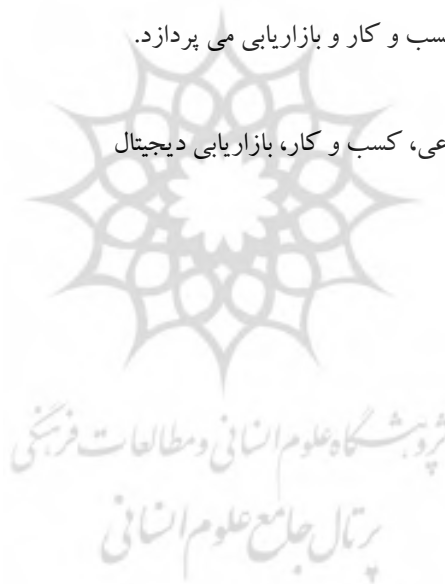 سب و کار و بازاریابی می پردازد.
عی، کسب و کار، بازاریابی دیجیتال
پژوهشگاه علوم انسانی و مطالعات فرهنگی
پرتال جامع علوم انسانی